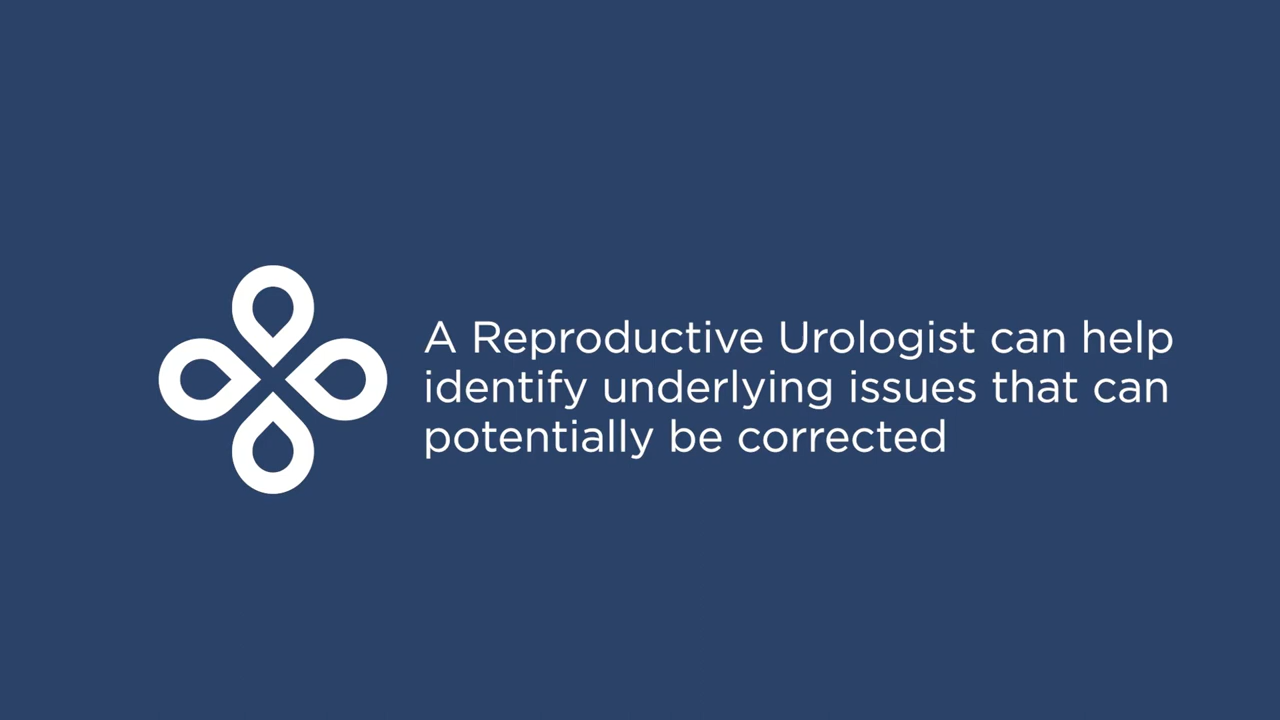 A Reproductive Urologist can help
identify underlying issues that can
potentially be corrected